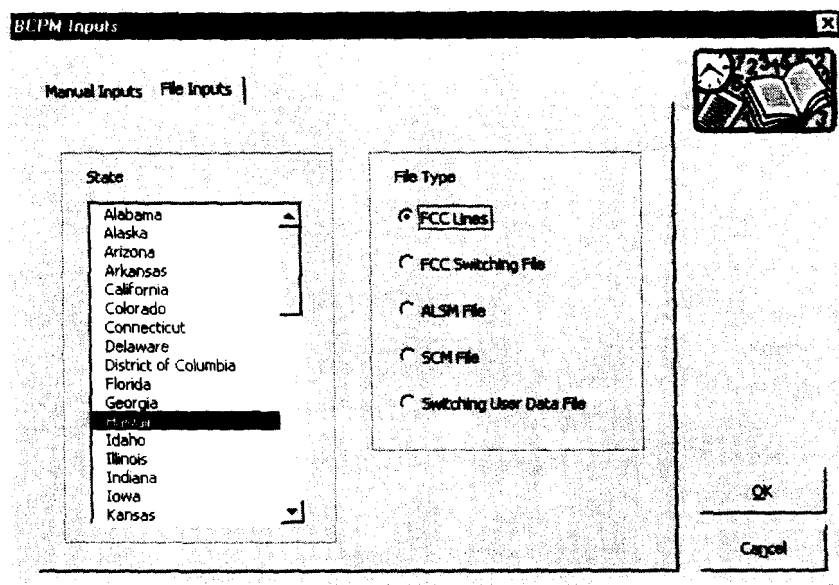 BCPM Inputs
Manual Inputs File Inputs
State
Alabama
Alaska
Arizona
Arkansas
California
Colorado
Connecticut
Delaware
District of Columbia
Florida
Georgia
Hawaii
Idaho
Illinois
Indiana
Iowa
Kansas
File Type
FCC Lines
FCC Switching File
ALSM File
SCM File
Switching User Data File
OK
Cancel